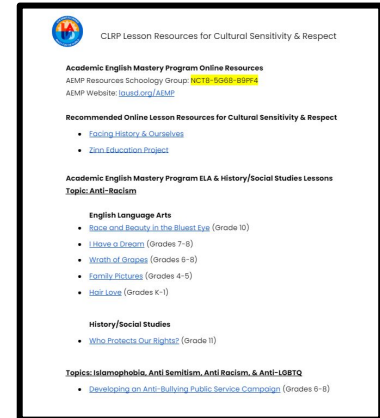 CLRP Lesson Resources for Cultural Sensitivity & Respect
Academic English Mastery Program Online Resources
AEMP Resources Schoology Group: NCT8-5G68-B9PF4
AEMP Website: lausd.org/AEMP
Recommended Online Lesson Resources for Cultural Sensitivity & Respect
• Facing History & Ourselves
• Zinn Education Project
Academic English Mastery Program ELA & History/Social Studies Lessons
Topic: Anti-Racism
English Language Arts
• Race and Beauty in the Bluest Eye (Grade 10)
• I Have a Dream (Grades 7-8)
• Wrath of Grapes (Grades 6-8)
• Family Pictures (Grades 4-5)
• Hair Love (Grades K-1)
History/Social Studies
• Who Protects Our Rights? (Grade 11)
Topics: Islamophobia, Anti Semitism, Anti Racism, & Anti-LGBTQ
• Developing an Anti-Bullying Public Service Campaign (Grades 6-8)